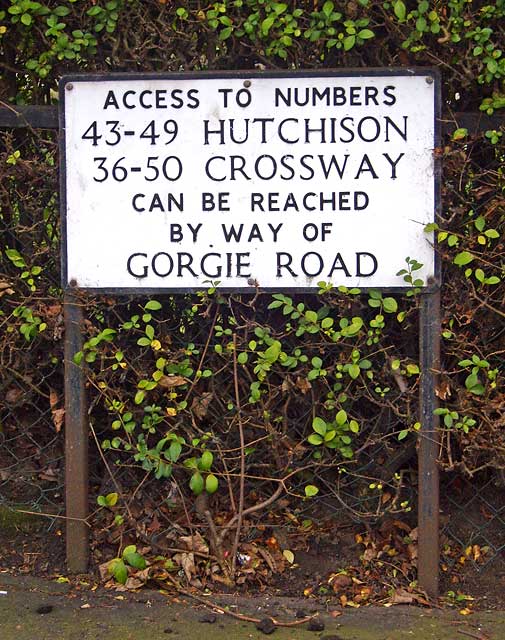 ACCESS TO NUMBERS
43-49 HUTCHISON
36-50 CROSSWAY
CAN BE REACHED
BY WAY OF
GORGIE ROAD